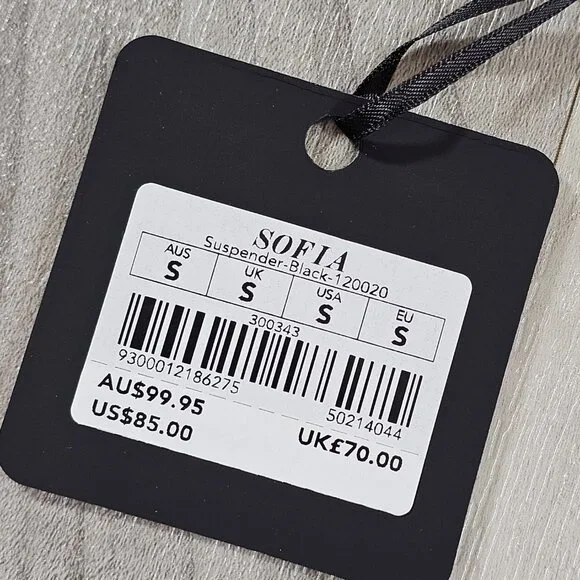 SOFIA
Suspender-Black-120020
AUS UK USA EU
S S S S
300343
9300012186275 50214044
AU$99.95
US$85.00 UK£70.00